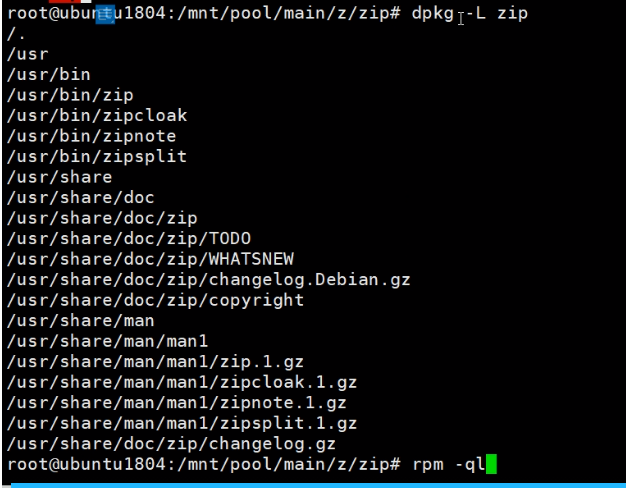 root@ubuntu1804:/mnt/pool/main/z/zip# dpkg -L zip
/.
/usr
/usr/bin
/usr/bin/zip
/usr/bin/zipcloak
/usr/bin/zipnote
/usr/bin/zipsplit
/usr/share
/usr/share/doc
/usr/share/doc/zip
/usr/share/doc/zip/TODO
/usr/share/doc/zip/WHATSNEW
/usr/share/doc/zip/changelog.Debian.gz
/usr/share/doc/zip/copyright
/usr/share/man
/usr/share/man/man1
/usr/share/man/man1/zip.1.gz
/usr/share/man/man1/zipcloak.1.gz
/usr/share/man/man1/zipnote.1.gz
/usr/share/man/man1/zipsplit.1.gz
/usr/share/doc/zip/changelog.gz
root@ubuntu1804:/mnt/pool/main/z/zip# rpm -ql